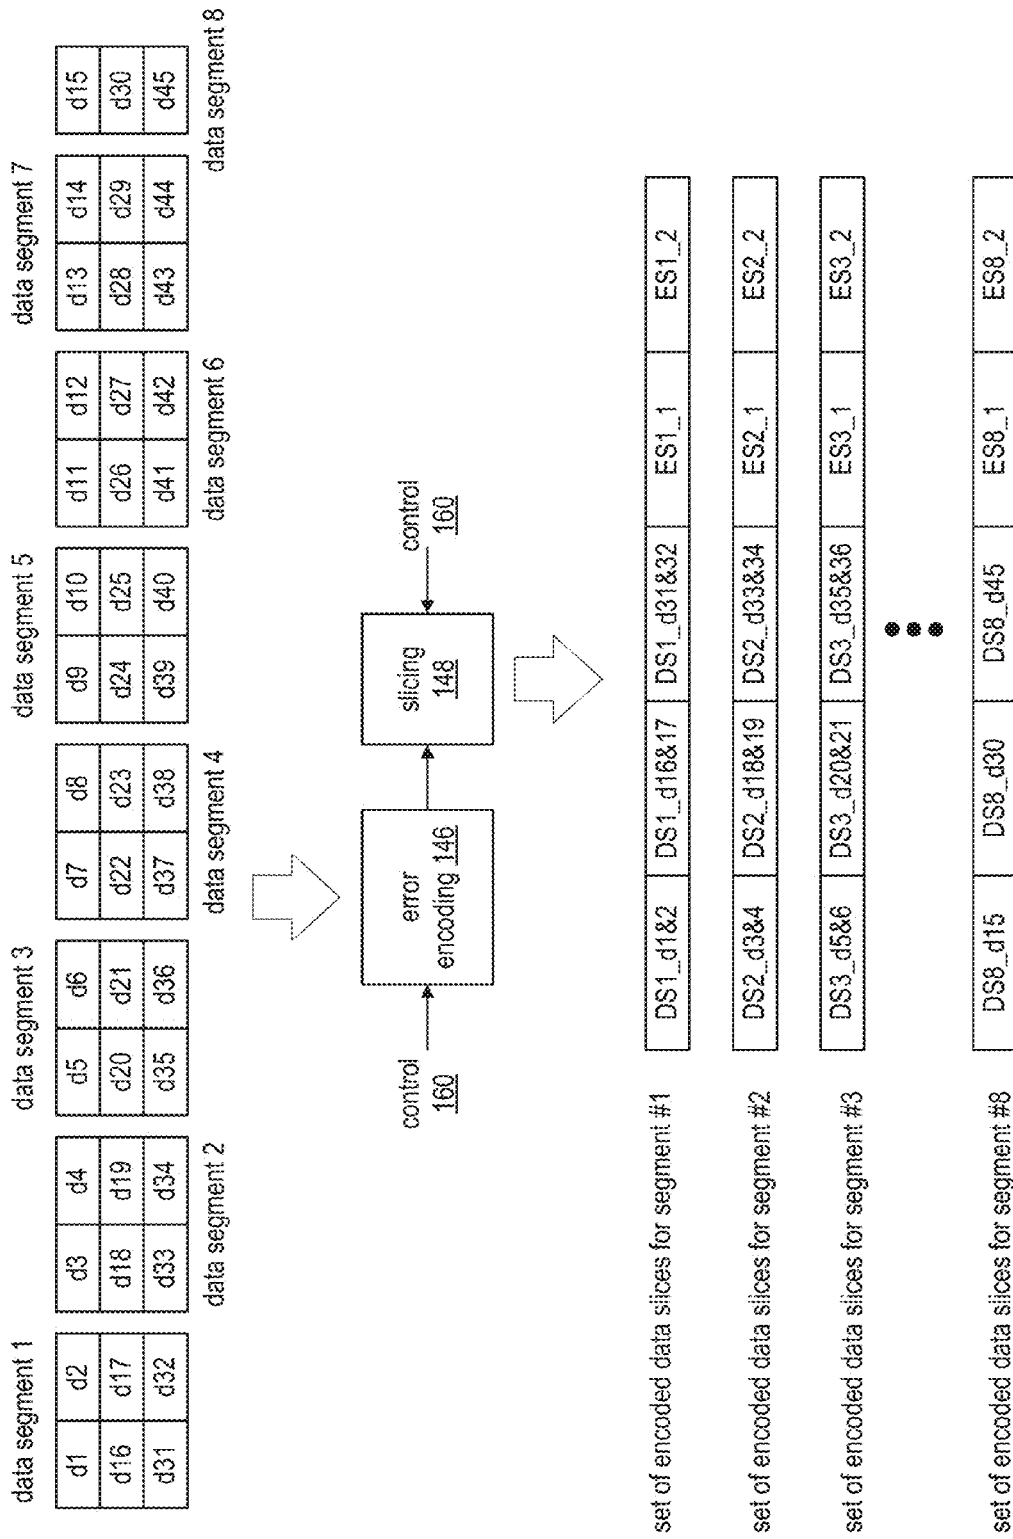 data segment 1
d1 d2
d16 d17
d31 d32
data segment 2
d3 d4
d18 d19
d33 d34
data segment 3
d5 d6
d20 d21
d35 d36
data segment 4
d7 d8
d22 d23
d37 d38
data segment 5
d9 d10
d24 d25
d39 d40
data segment 6
d11 d12
d26 d27
d41 d42
data segment 7
d13 d14
d28 d29
d43 d44
data segment 8
d15
d30
d45
control
160
error
encoding 146
slicing
148
control
160
set of encoded data slices for segment #1
DS1_d1&2 DS1_d16&17 DS1_d31&32 ES1_1 ES1_2
set of encoded data slices for segment #2
DS2_d3&4 DS2_d18&19 DS2_d33&34 ES2_1 ES2_2
set of encoded data slices for segment #3
DS3_d5&6 DS3_d20&21 DS3_d35&36 ES3_1 ES3_2
set of encoded data slices for segment #8
DS8_d15 DS8_d30 DS8_d45 ES8_1 ES8_2